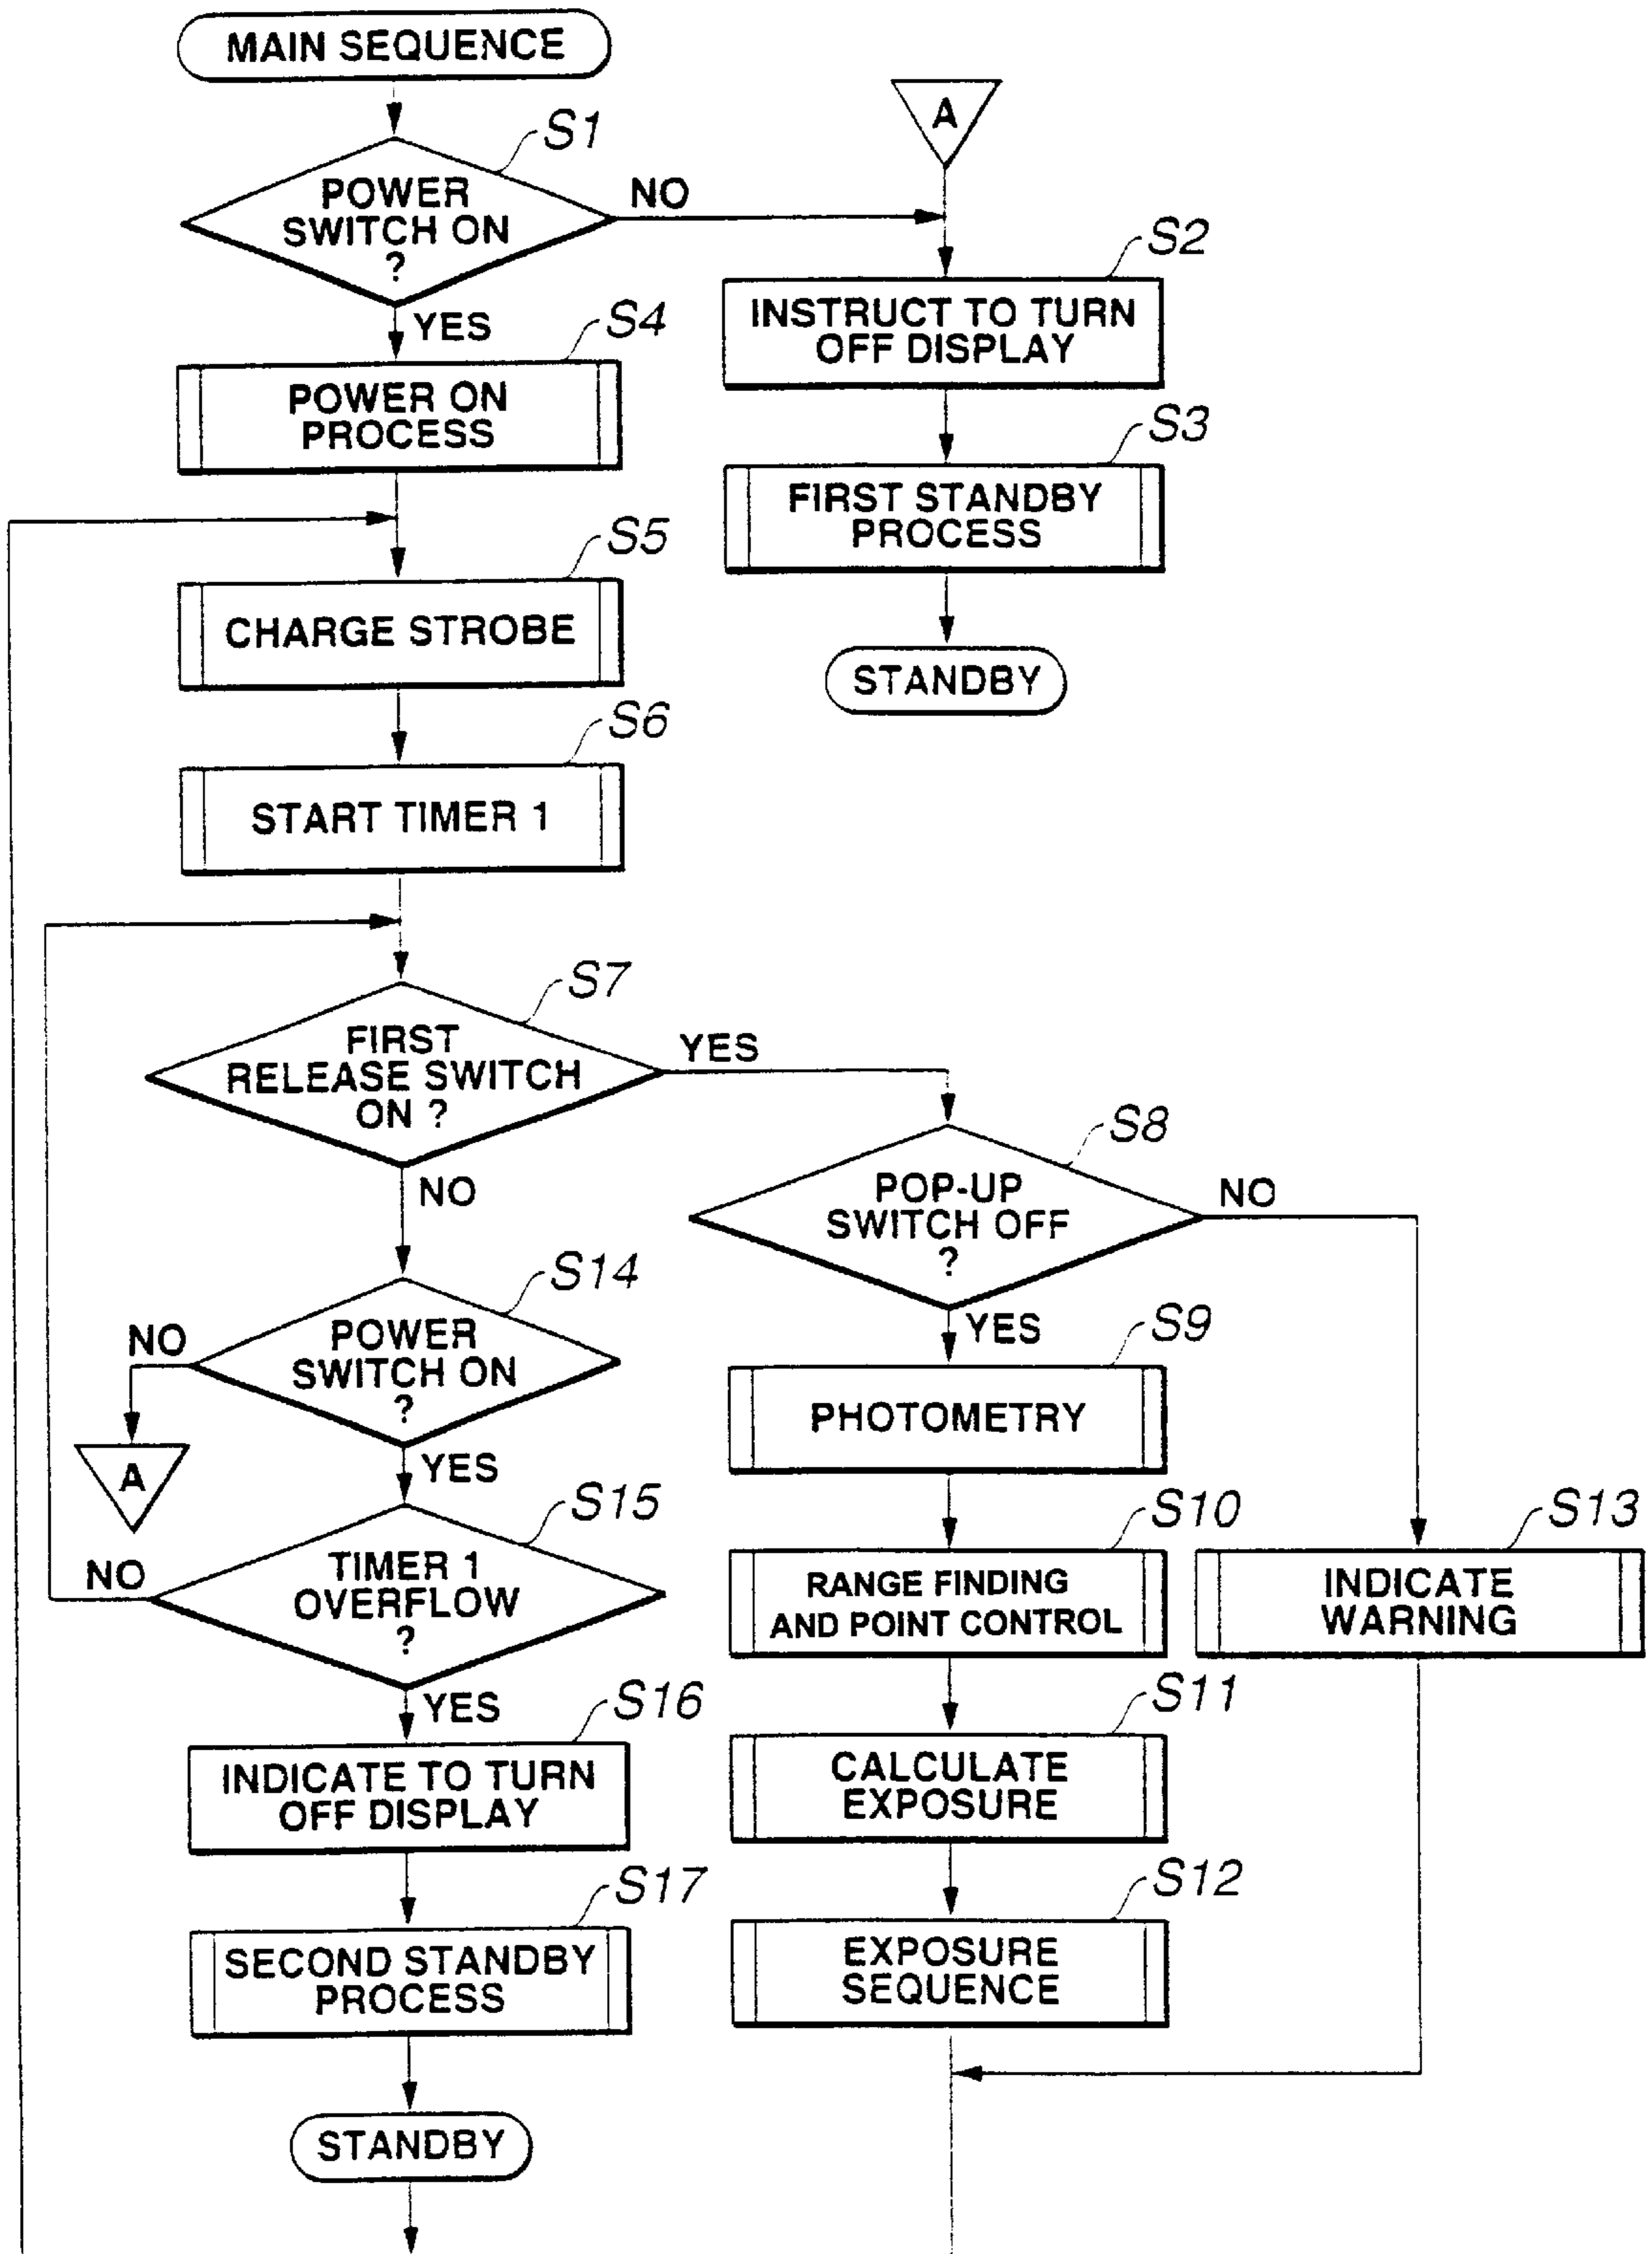 MAIN SEQUENCE
S1
POWER
SWITCH ON
?
NO
YES
A
S2
INSTRUCT TO TURN
OFF DISPLAY
S3
FIRST STANDBY
PROCESS
STANDBY
S4
POWER ON
PROCESS
S5
CHARGE STROBE
S6
START TIMER 1
S7
FIRST
RELEASE SWITCH
ON ?
YES
NO
S8
POP-UP
SWITCH OFF
?
NO
YES
S9
PHOTOMETRY
S10
RANGE FINDING
AND POINT CONTROL
S11
CALCULATE
EXPOSURE
S12
EXPOSURE
SEQUENCE
S13
INDICATE
WARNING
S14
POWER
SWITCH ON
?
NO
A
YES
S15
TIMER 1
OVERFLOW
?
NO
YES
S16
INDICATE TO TURN
OFF DISPLAY
S17
SECOND STANDBY
PROCESS
STANDBY